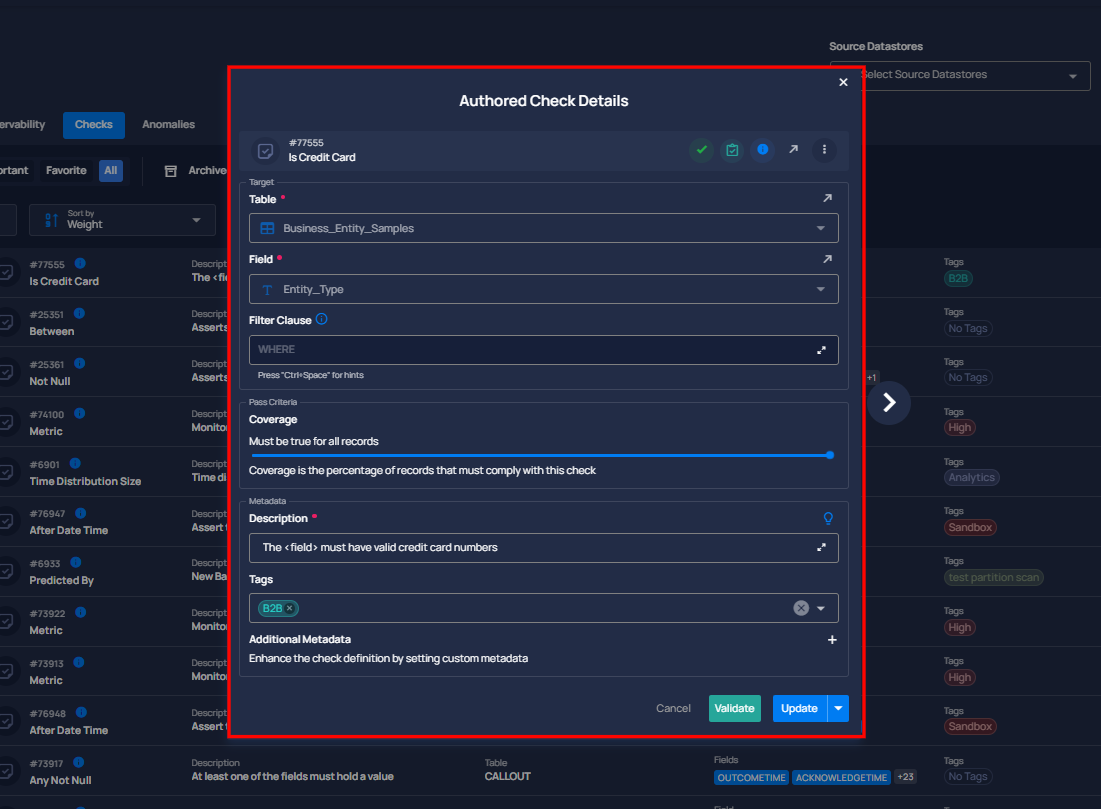 Source Datastores
Select Source Datastores
ervability
Checks
Anomalies
ortant
Favorite
All
Archive
Sort by
Weight
Authored Check Details
#77555
Is Credit Card
Target
Table *
Business_Entity_Samples
Field *
Entity_Type
Filter Clause
WHERE
Press "Ctrl+Space" for hints
Pass Criteria
Coverage
Must be true for all records
Coverage is the percentage of records that must comply with this check
Metadata
Description *
The <field> must have valid credit card numbers
Tags
B2B
Additional Metadata
Enhance the check definition by setting custom metadata
Cancel
Validate
Update
#77555
Is Credit Card
Descript
The <fie
Tags
B2B
#25351
Between
Descript
Asserts
Tags
No Tags
#25361
Not Null
Descript
Asserts
+1
Tags
No Tags
#74100
Metric
Descript
Monitor
Tags
High
#6901
Time Distribution Size
Descript
Time di
Tags
Analytics
#76947
After Date Time
Descript
Assert t
Tags
Sandbox
#6933
Predicted By
Descript
New Ba
Tags
test partition scan
#73922
Metric
Descript
Monitor
Tags
High
#73913
Metric
Descript
Monitor
Tags
High
#76948
After Date Time
Descript
Assert t
Tags
Sandbox
#73917
Any Not Null
Description
At least one of the fields must hold a value
Table
CALLOUT
Fields
OUTCOMETIME ACKNOWLEDGETIME +23
Tags
No Tags